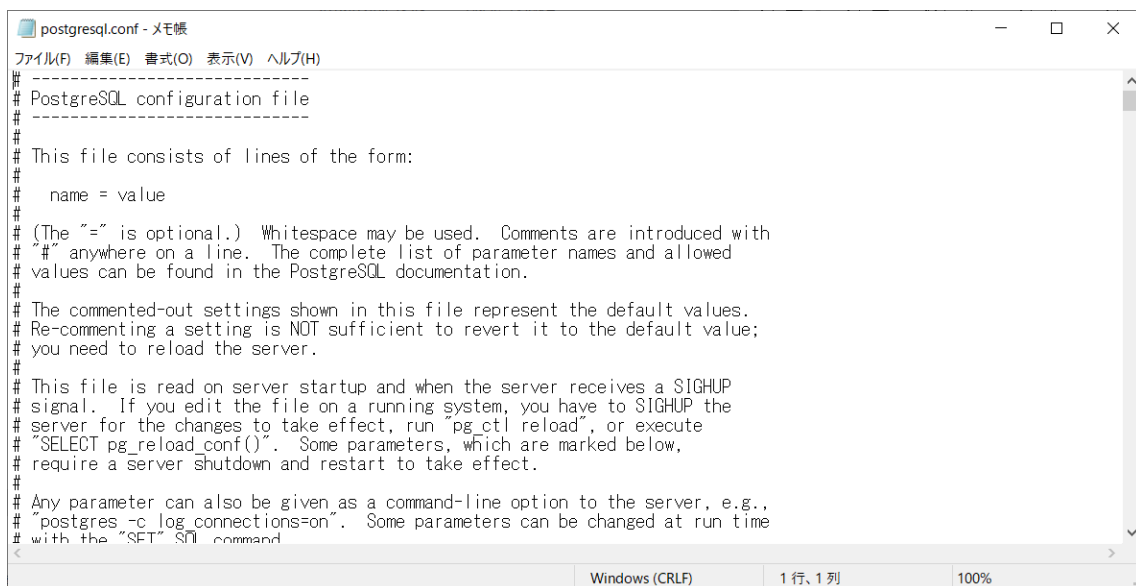 postgresql.conf - メモ帳
ファイル(F) 編集(E) 書式(O) 表示(V) ヘルプ(H)
# -----------------------------
# PostgreSQL configuration file
# -----------------------------
#
# This file consists of lines of the form:
#
#   name = value
#
# (The "=" is optional.)  Whitespace may be used.  Comments are introduced with
# "#" anywhere on a line.  The complete list of parameter names and allowed
# values can be found in the PostgreSQL documentation.
#
# The commented-out settings shown in this file represent the default values.
# Re-commenting a setting is NOT sufficient to revert it to the default value;
# you need to reload the server.
#
# This file is read on server startup and when the server receives a SIGHUP
# signal.  If you edit the file on a running system, you have to SIGHUP the
# server for the changes to take effect, run "pg_ctl reload", or execute
# "SELECT pg_reload_conf()".  Some parameters, which are marked below,
# require a server shutdown and restart to take effect.
#
# Any parameter can also be given as a command-line option to the server, e.g.,
# "postgres -c log_connections=on".  Some parameters can be changed at run time
# with the "SET" SQL command
Windows (CRLF) 1 行、1 列 100%